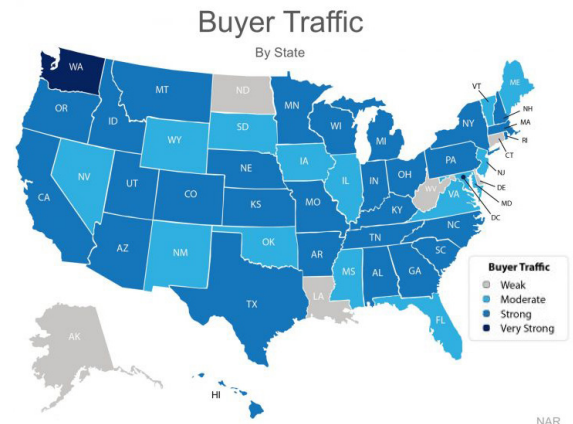 Buyer Traffic
By State
WA
OR
CA
NV
ID
MT
WY
UT
AZ
CO
NM
ND
SD
NE
KS
OK
TX
MN
IA
MO
AR
LA
WI
IL
MI
IN
OH
KY
TN
MS
AL
GA
FL
SC
NC
VA
WV
PA
NY
VT
ME
NH
MA
RI
CT
NJ
DE
MD
DC
AK
HI
Buyer Traffic
Weak
Moderate
Strong
Very Strong
NAR